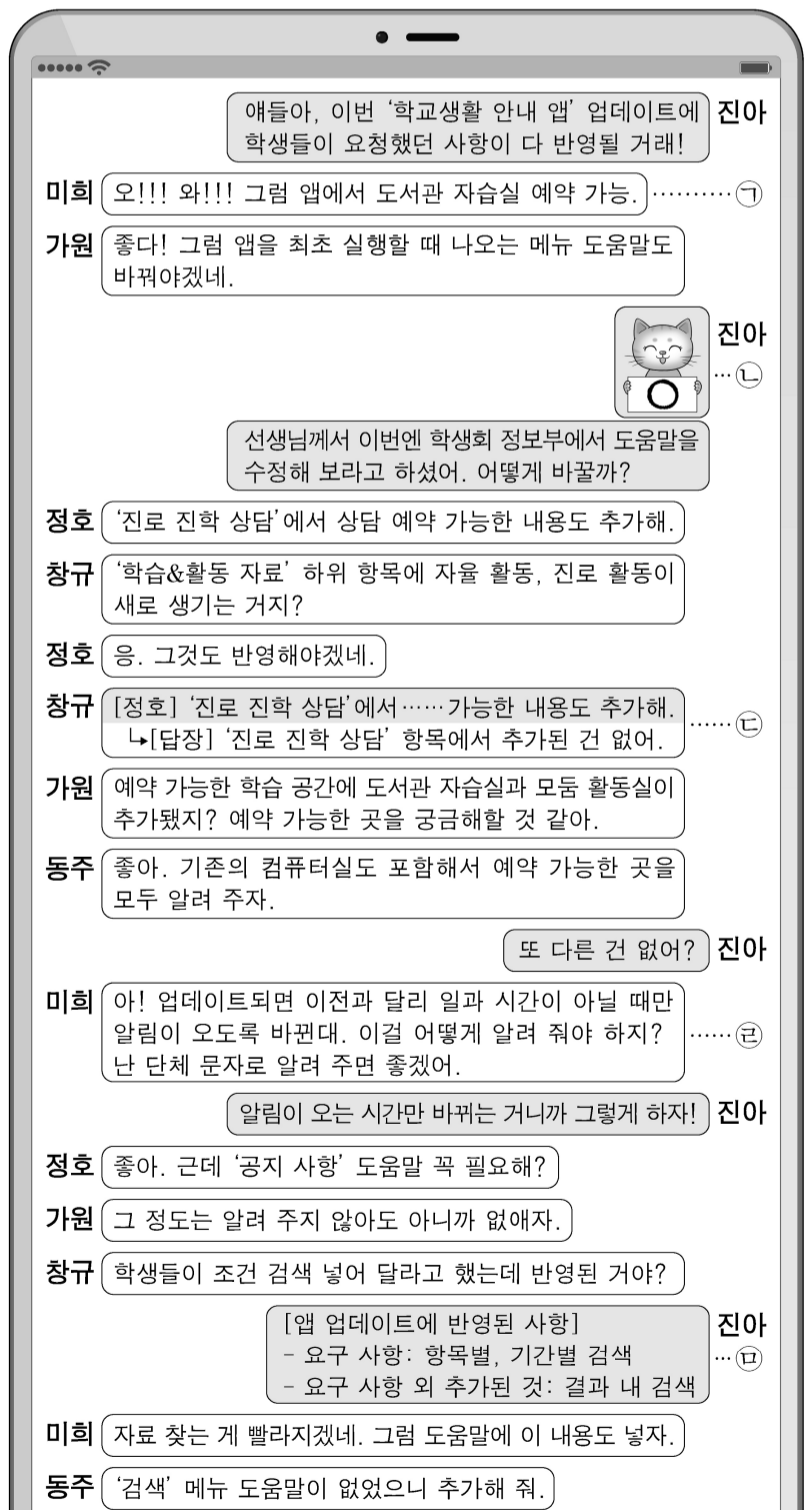 얘들아, 이번 ‘학교생활 안내 앱’ 업데이트에 진아
학생들이 요청했던 사항이 다 반영될 거래!
미희 오!!! 와!!! 그럼 앱에서 도서관 자습실 예약 가능. ………㉠
가원 좋다! 그럼 앱을 최초 실행할 때 나오는 메뉴 도움말도
바꿔야겠네.
진아
…㉡
선생님께서 이번엔 학생회 정보부에서 도움말을
수정해 보라고 하셨어. 어떻게 바꿀까?
정호 ‘진로 진학 상담’에서 상담 예약 가능한 내용도 추가해.
창규 ‘학습&활동 자료’ 하위 항목에 자율 활동, 진로 활동이
새로 생기는 거지?
정호 응. 그것도 반영해야겠네.
창규 [정호] ‘진로 진학 상담’에서……가능한 내용도 추가해.
↳[답장] ‘진로 진학 상담’ 항목에서 추가된 건 없어. ……㉢
가원 예약 가능한 학습 공간에 도서관 자습실과 모둠 활동실이
추가됐지? 예약 가능한 곳을 궁금해할 것 같아.
동주 좋아. 기존의 컴퓨터실도 포함해서 예약 가능한 곳을
모두 알려 주자.
또 다른 건 없어? 진아
미희 아! 업데이트되면 이전과 달리 일과 시간이 아닐 때만
알림이 오도록 바뀐대. 이걸 어떻게 알려 줘야 하지? ……㉣
난 단체 문자로 알려 주면 좋겠어.
알림이 오는 시간만 바뀌는 거니까 그렇게 하자! 진아
정호 좋아. 근데 ‘공지 사항’ 도움말 꼭 필요해?
가원 그 정도는 알려 주지 않아도 아니까 없애자.
창규 학생들이 조건 검색 넣어 달라고 했는데 반영된 거야?
[앱 업데이트에 반영된 사항] 진아
- 요구 사항: 항목별, 기간별 검색 …㉤
- 요구 사항 외 추가된 것: 결과 내 검색
미희 자료 찾는 게 빨라지겠네. 그럼 도움말에 이 내용도 넣자.
동주 ‘검색’ 메뉴 도움말이 없었으니 추가해 줘.